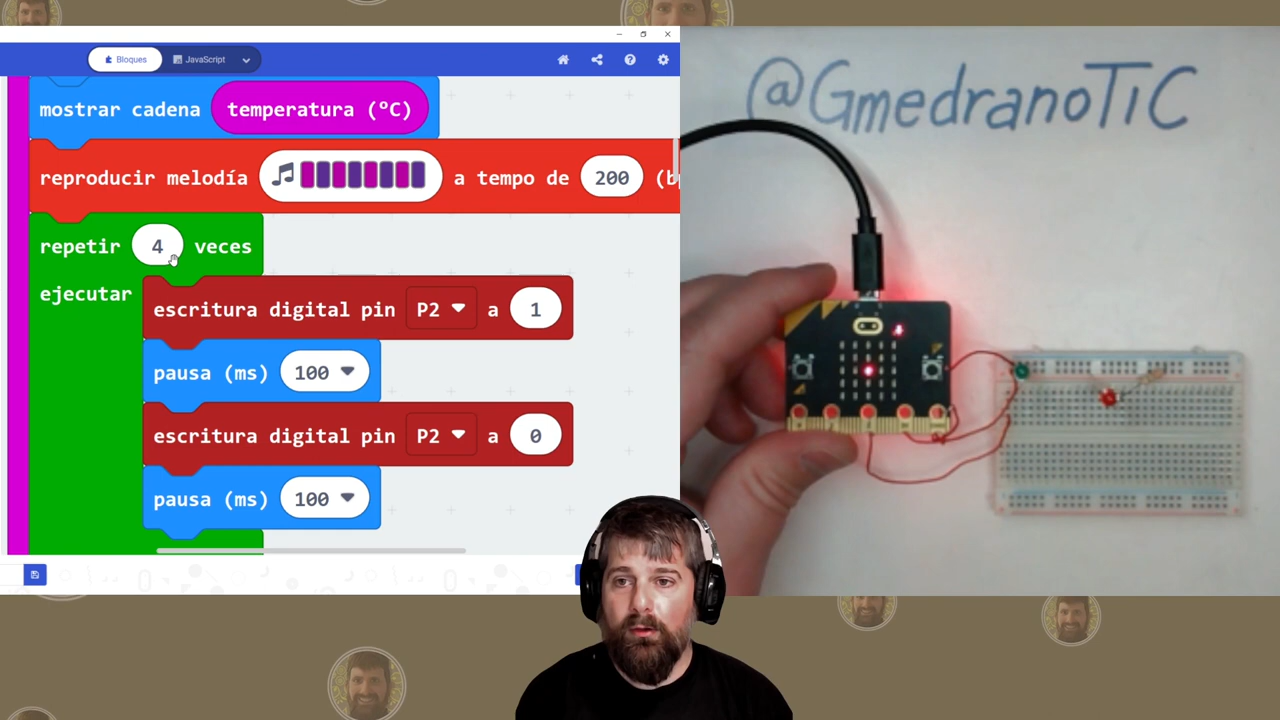 Bloques
JavaScript
mostrar cadena temperatura (ºC)
reproducir melodía a tempo de 200
repetir 4 veces
ejecutar
escritura digital pin P2 a 1
pausa (ms) 100
escritura digital pin P2 a 0
pausa (ms) 100
@GmedranoTiC